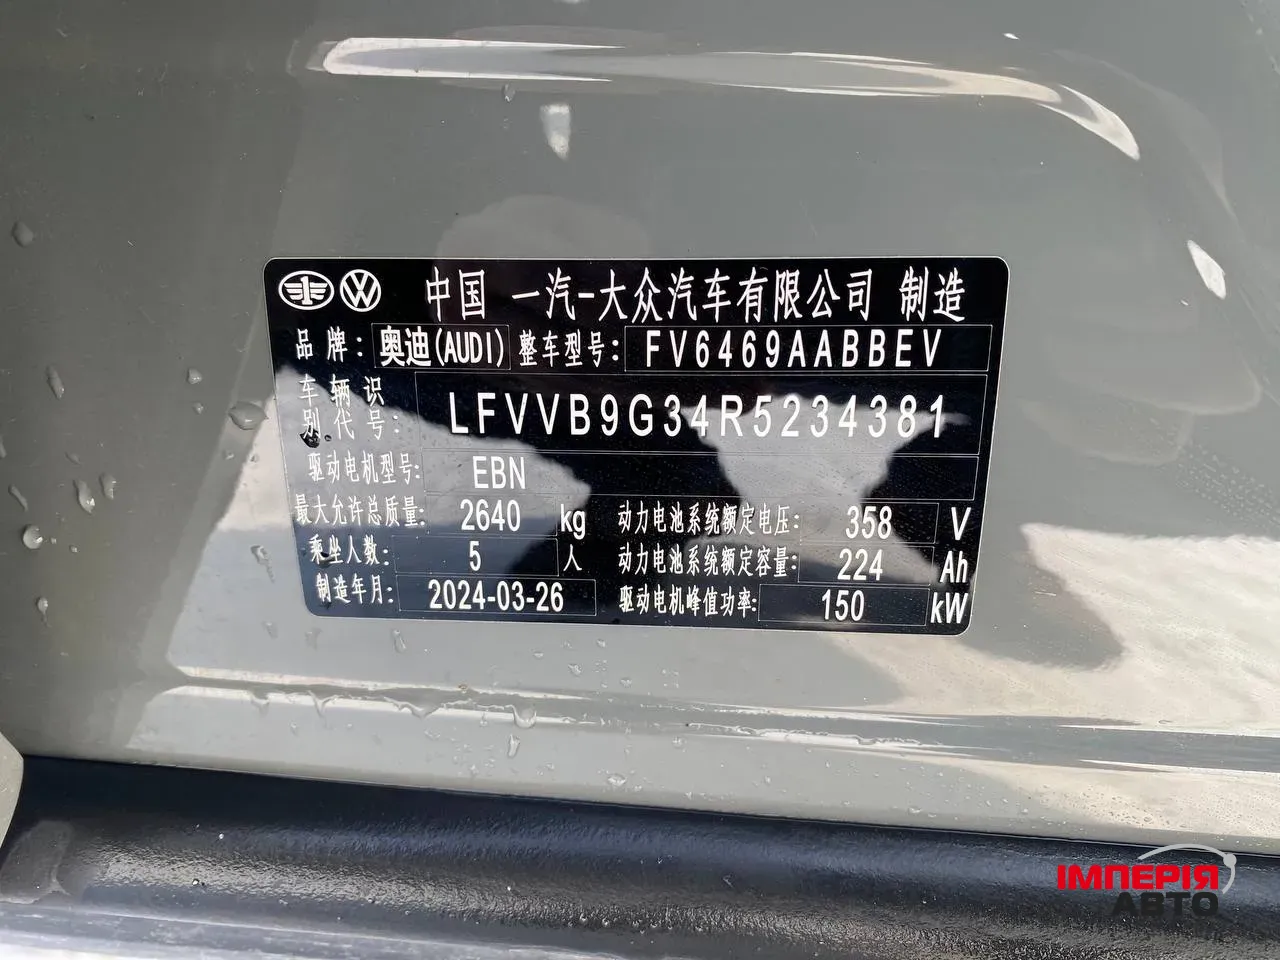 中国 一汽-大众汽车有限公司 制造
品牌: 奥迪(AUDI) 整车型号: FV6469AABBEV
车辆识
别代号: LFVVB9G34R5234381
驱动电机型号: EBN
最大允许总质量: 2640 kg 动力电池系统额定电压: 358 V
乘坐人数: 5 人 动力电池系统额定容量: 224 Ah
制造年月: 2024-03-26 驱动电机峰值功率: 150 kW
ІМПЕРІЯ
АВТО